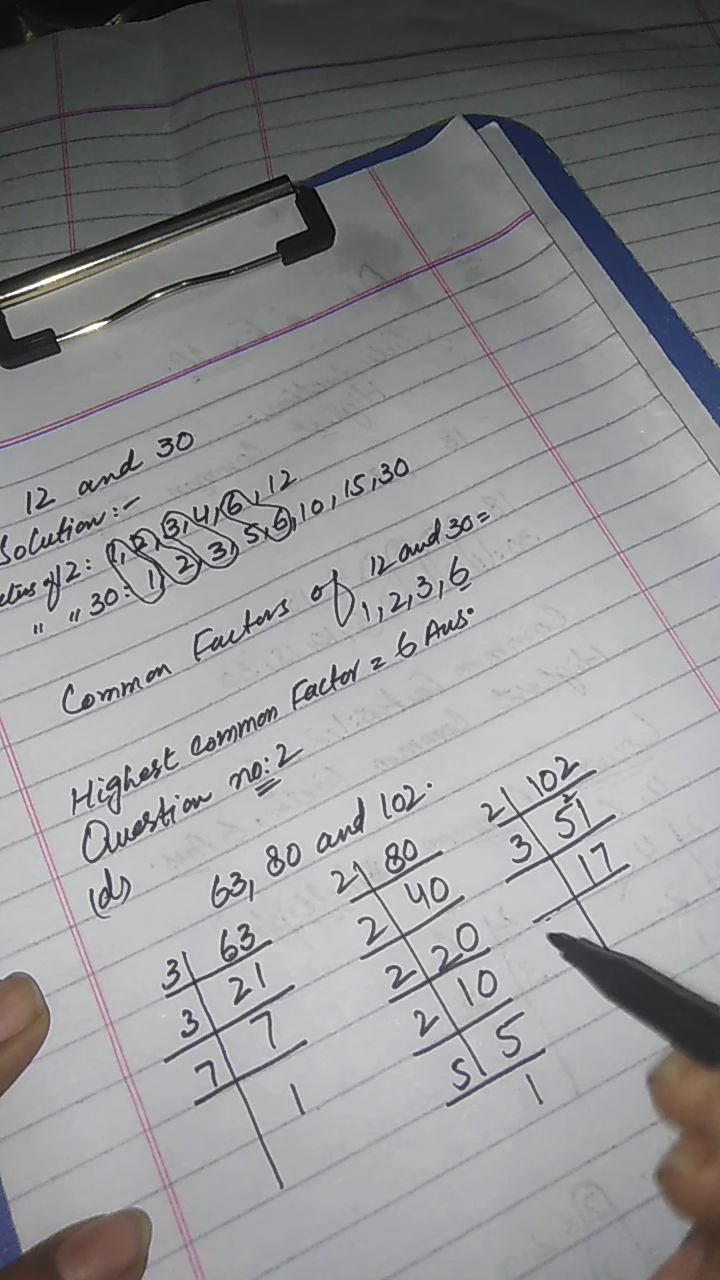 12 and 30
Solution:-
of 12: 1, 2, 3, 4, 6, 12
" " 30: 1, 2, 3, 5, 6, 10, 15, 30
Common Factors of 12 and 30 =
1, 2, 3, 6
Highest Common Factor = 6 Ans.
Question no: 2
(d) 63, 80 and 102.
3 63
3 21
7 7
1
2 80
2 40
2 20
2 10
5 5
1
2 102
3 51
17